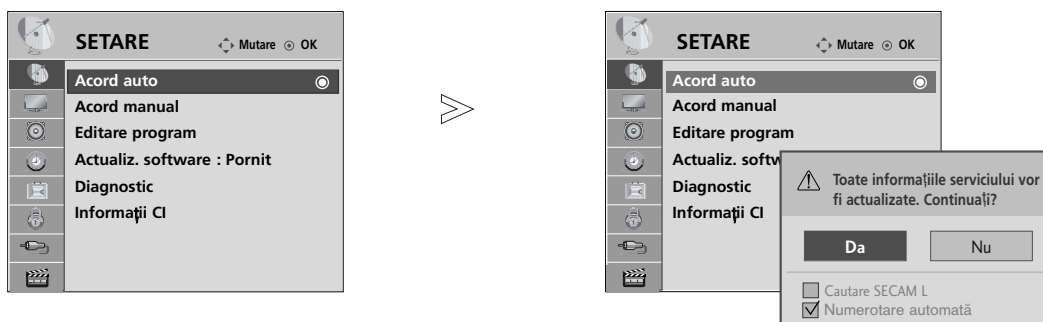 SETARE Mutare OK
Acord auto
Acord manual
Editare program
Actualiz. software : Pornit
Diagnostic
Informații CI
SETARE Mutare OK
Acord auto
Acord manual
Editare program
Actualiz. softw
Diagnostic
Informații CI
Toate informațiile serviciului vor
fi actualizate. Continuați?
Da Nu
Cautare SECAM L
Numerotare automată